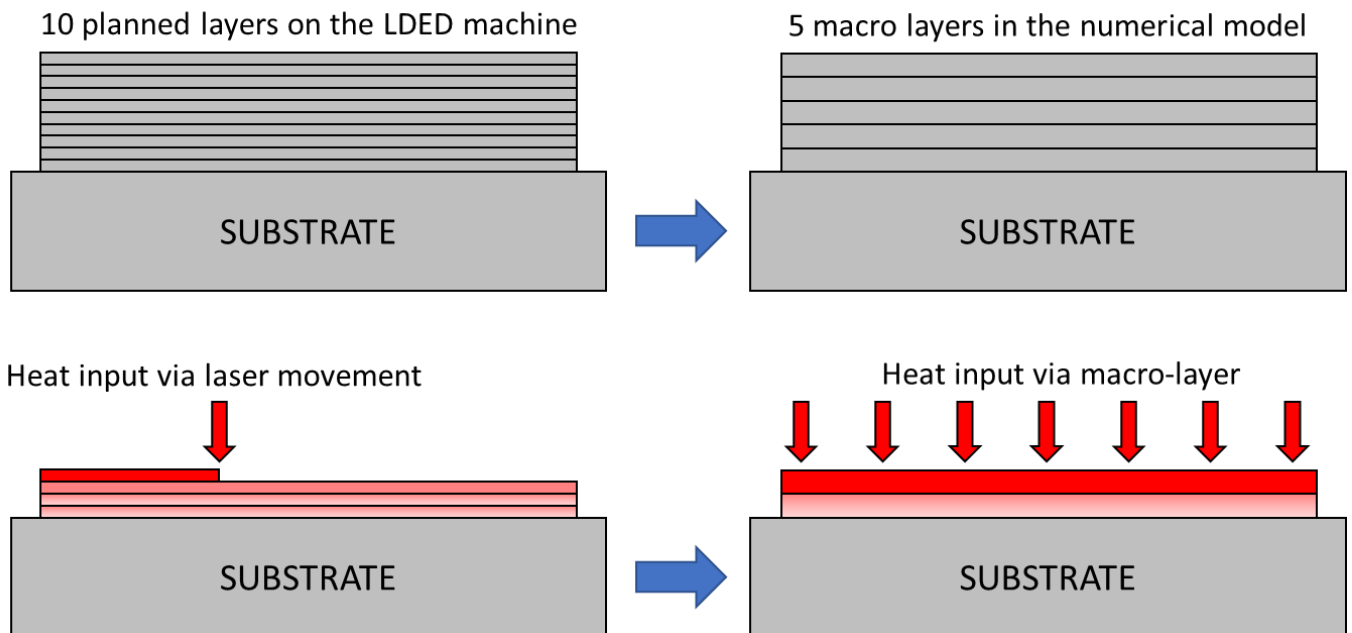 10 planned layers on the LDED machine
5 macro layers in the numerical model
SUBSTRATE
SUBSTRATE
Heat input via laser movement
Heat input via macro-layer
SUBSTRATE
SUBSTRATE